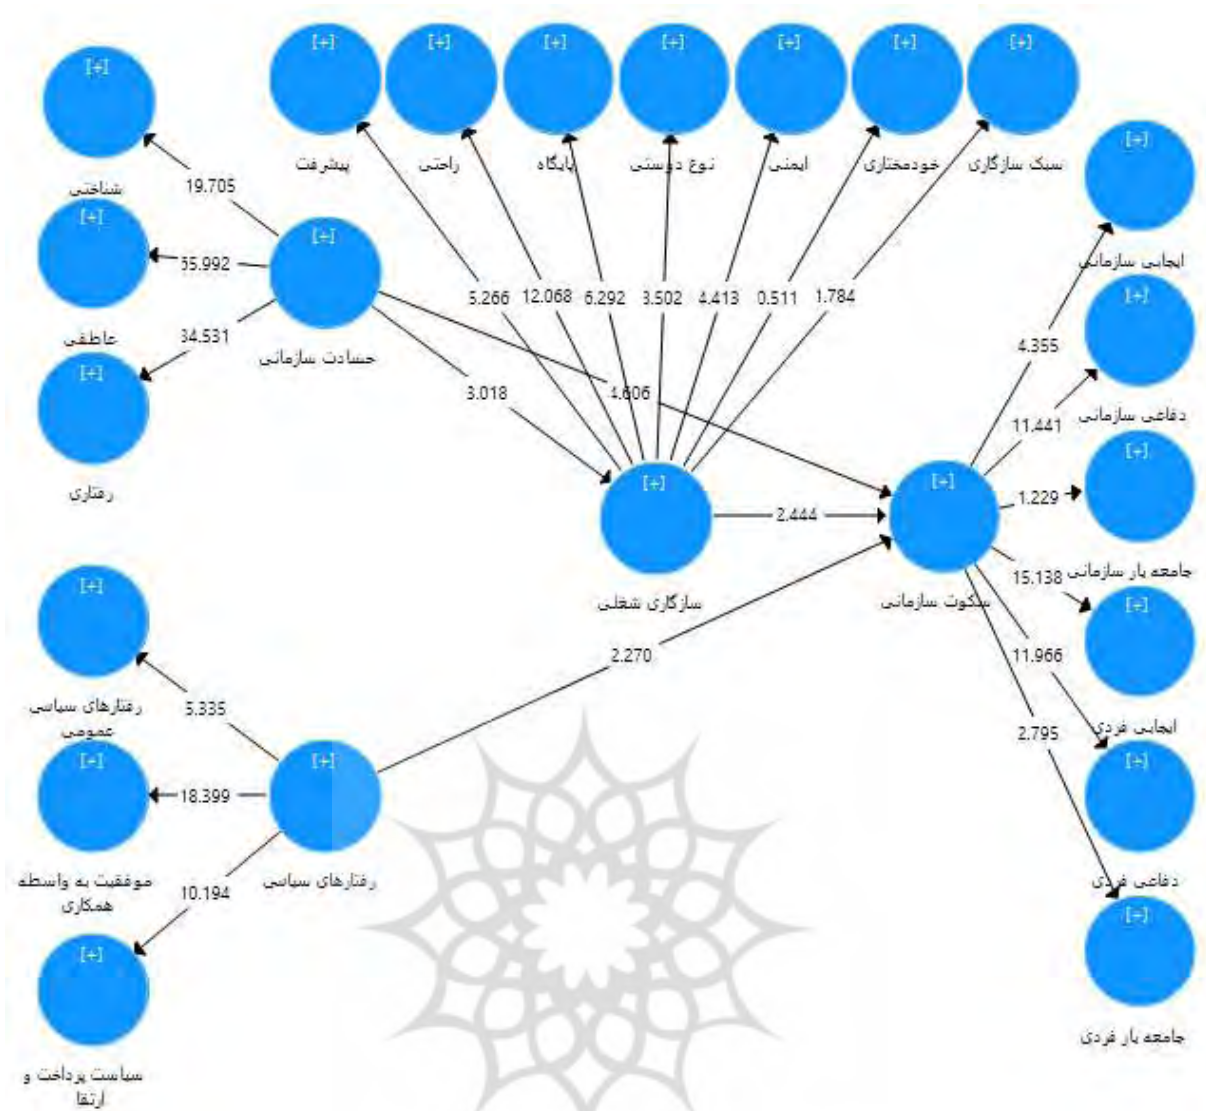 [+]
[+]
[+]
[+]
[+]
[+]
[+]
پیشرفت
راحتی
پایگاه
نوع دوستی
ایمنی
خودمختاری
سبک سازگاری
[+]
شناختی
[+]
عاطفی
[+]
رفتاری
19.705
34.531
[+]
حسادت سازمانی
5.266
12.068
6.292
3.502
4.413
0.511
1.784
3.018
4.606
[+]
سازگاری شغلی
2.444
[+]
سکوت سازمانی
2.270
[+]
ایجابی سازمانی
[+]
دفاعی سازمانی
[+]
جامعه یار سازمانی
[+]
ایجابی فردی
[+]
دفاعی فردی
[+]
جامعه یار فردی
4.355
11.441
1.229
15.138
11.966
2.795
[+]
رفتارهای سیاسی
عمومی
[+]
موفقیت به واسطه
همکاری
[+]
سیاست پرداخت و
ارتقا
5.335
18.399
10.194
[+]
رفتارهای سیاسی